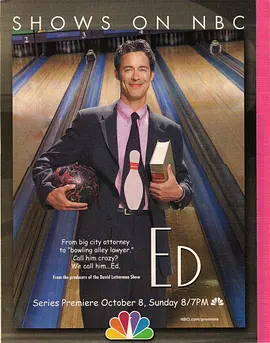 SHOWS ON NBC
From big city attorney
to "bowling alley lawyer."
Call him crazy?
We call him...Ed.
From the producers of the David Letterman Show
ED
Series Premiere October 8, Sunday 8/7PM
NBCi.com/premiere